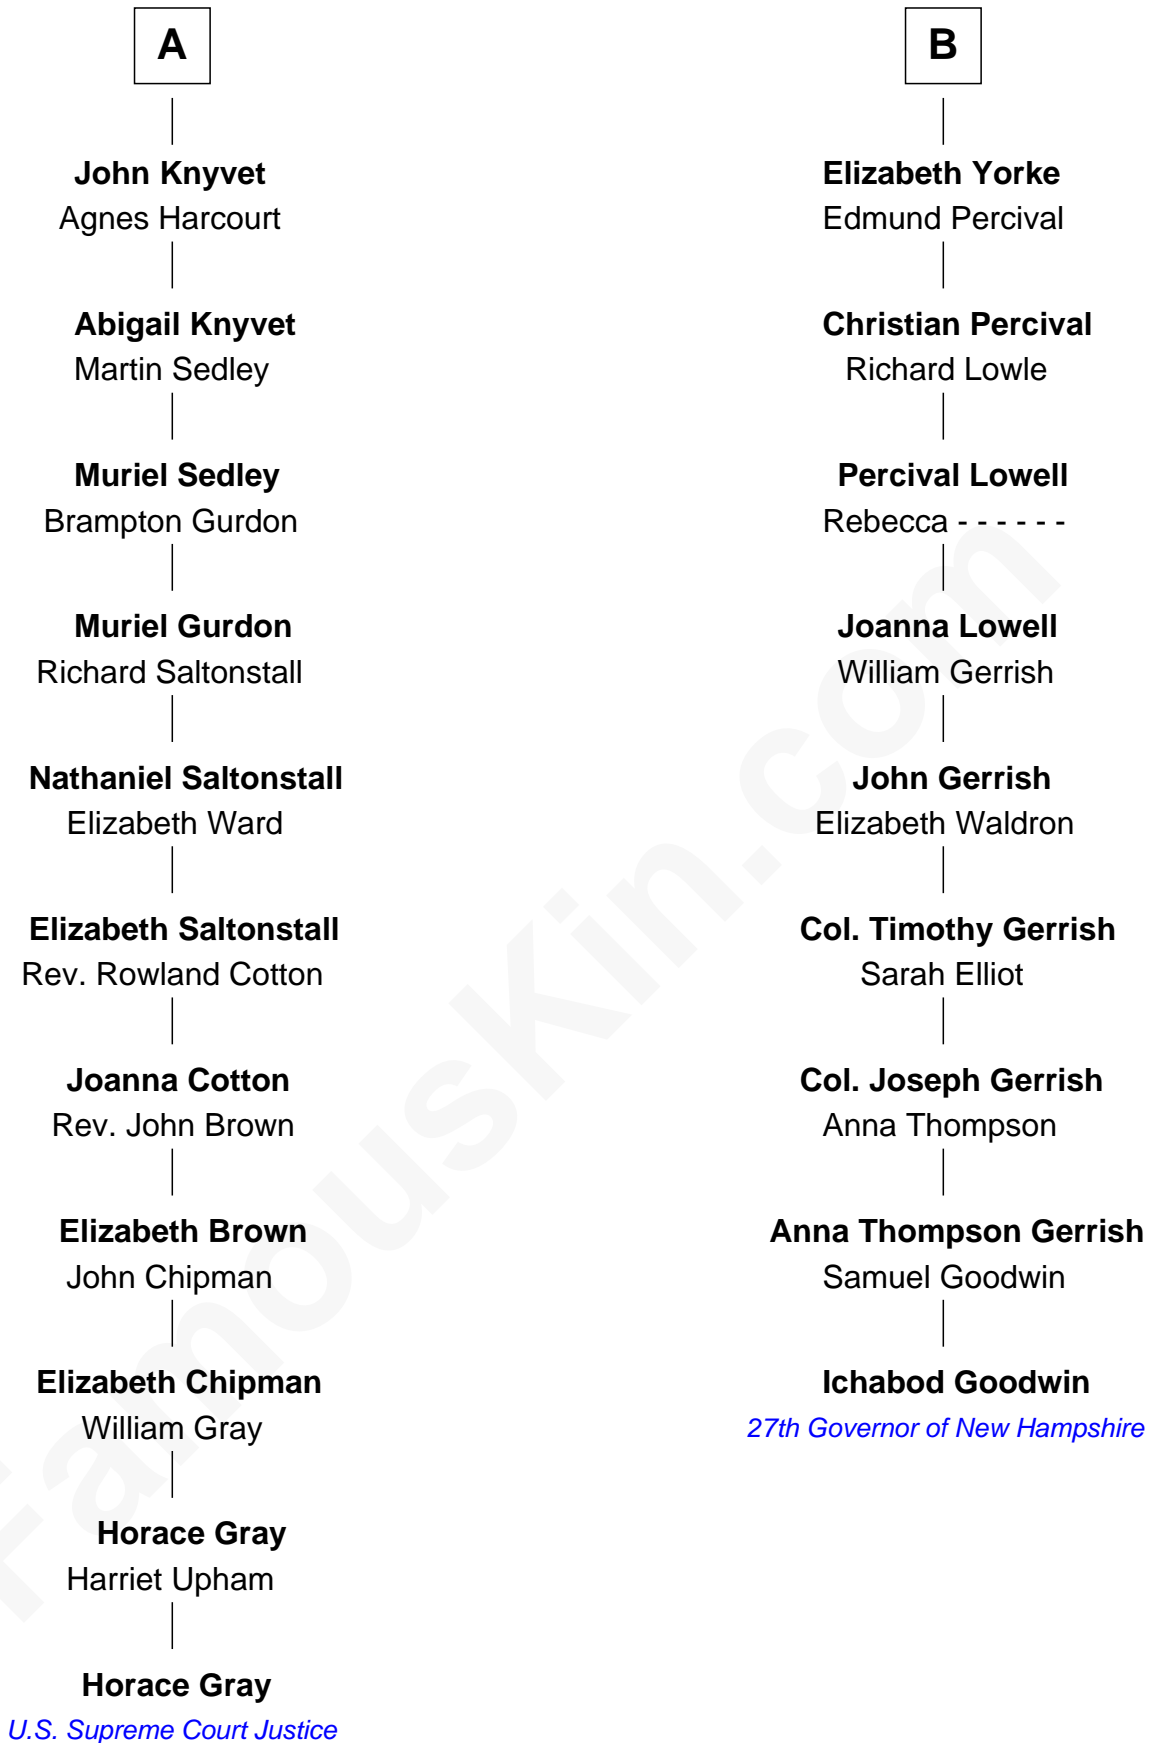 A
John Knyvet
Agnes Harcourt
Abigail Knyvet
Martin Sedley
Muriel Sedley
Brampton Gurdon
Muriel Gurdon
Richard Saltonstall
Nathaniel Saltonstall
Elizabeth Ward
Elizabeth Saltonstall
Rev. Rowland Cotton
Joanna Cotton
Rev. John Brown
Elizabeth Brown
John Chipman
Elizabeth Chipman
William Gray
Horace Gray
Harriet Upham
Horace Gray
U.S. Supreme Court Justice
B
Elizabeth Yorke
Edmund Percival
Christian Percival
Richard Lowle
Percival Lowell
Rebecca - - - - - -
Joanna Lowell
William Gerrish
John Gerrish
Elizabeth Waldron
Col. Timothy Gerrish
Sarah Elliot
Col. Joseph Gerrish
Anna Thompson
Anna Thompson Gerrish
Samuel Goodwin
Ichabod Goodwin
27th Governor of New Hampshire
FamousKin.com